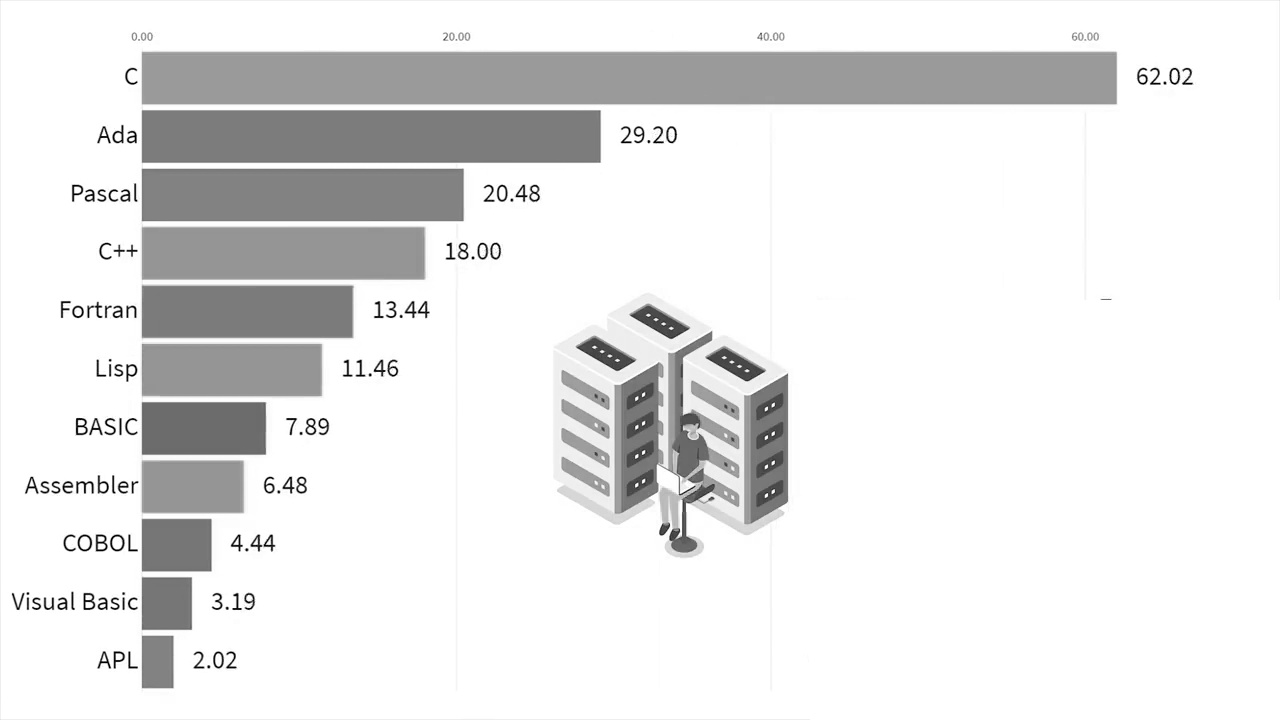 0.00 20.00 40.00 60.00
C 62.02
Ada 29.20
Pascal 20.48
C++ 18.00
Fortran 13.44
Lisp 11.46
BASIC 7.89
Assembler 6.48
COBOL 4.44
Visual Basic 3.19
APL 2.02